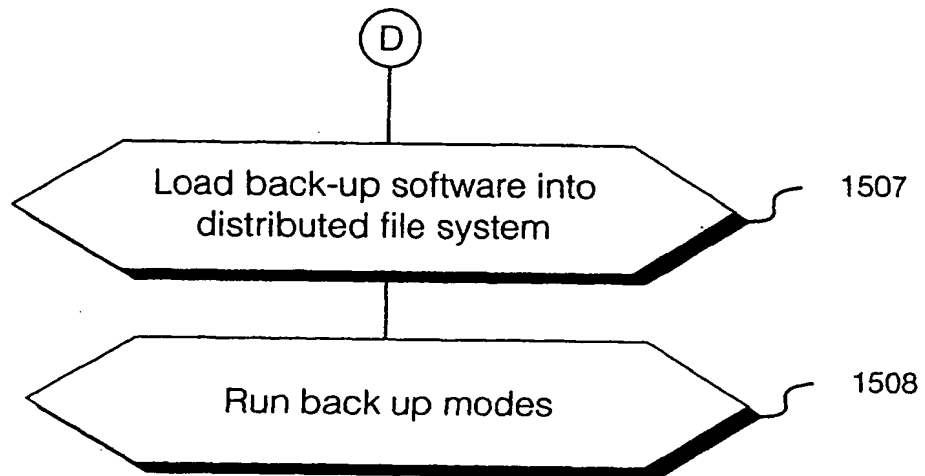 D
Load back-up software into
distributed file system
1507
Run back up modes
1508